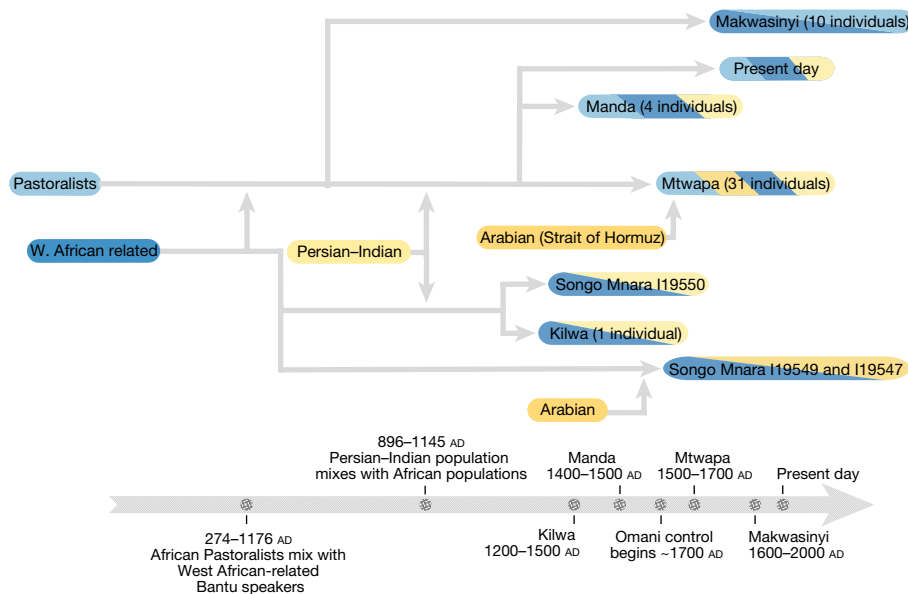 Makwasinyi (10 individuals)
Present day
Manda (4 individuals)
Pastoralists
Mtwapa (31 individuals)
W. African related
Persian–Indian
Arabian (Strait of Hormuz)
Songo Mnara I19550
Kilwa (1 individual)
Songo Mnara I19549 and I19547
Arabian
896–1145 AD
Persian–Indian population
mixes with African populations
Manda
1400–1500 AD
Mtwapa
1500–1700 AD
Present day
274–1176 AD
African Pastoralists mix with
West African-related
Bantu speakers
Kilwa
1200–1500 AD
Omani control
begins ~1700 AD
Makwasinyi
1600–2000 AD